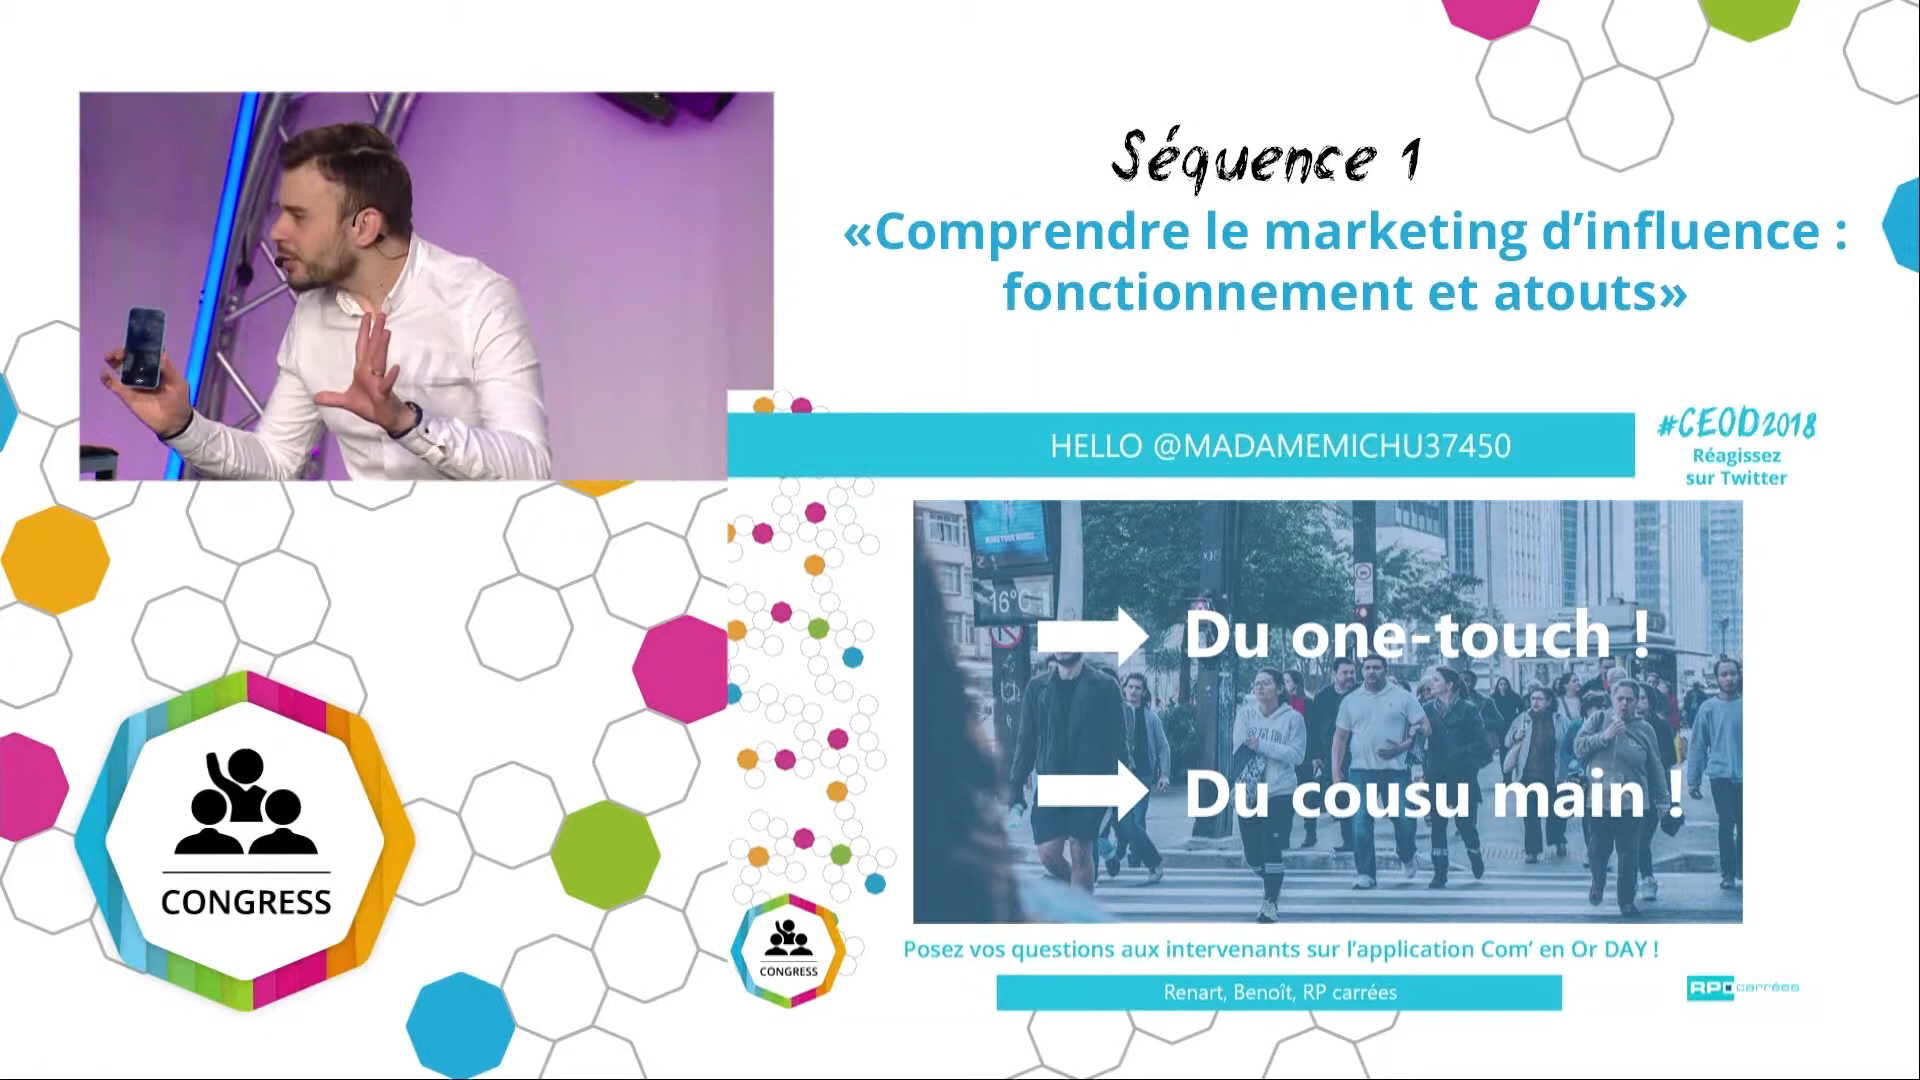 Séquence 1
«Comprendre le marketing d’influence :
fonctionnement et atouts»
HELLO @MADAMEMICHU37450
#CEOD2018
Réagissez
sur Twitter
16°C
Du one-touch !
Du cousu main !
CONGRESS
CONGRESS
Posez vos questions aux intervenants sur l’application Com’ en Or DAY !
Renart, Benoît, RP carrées
RP carrées